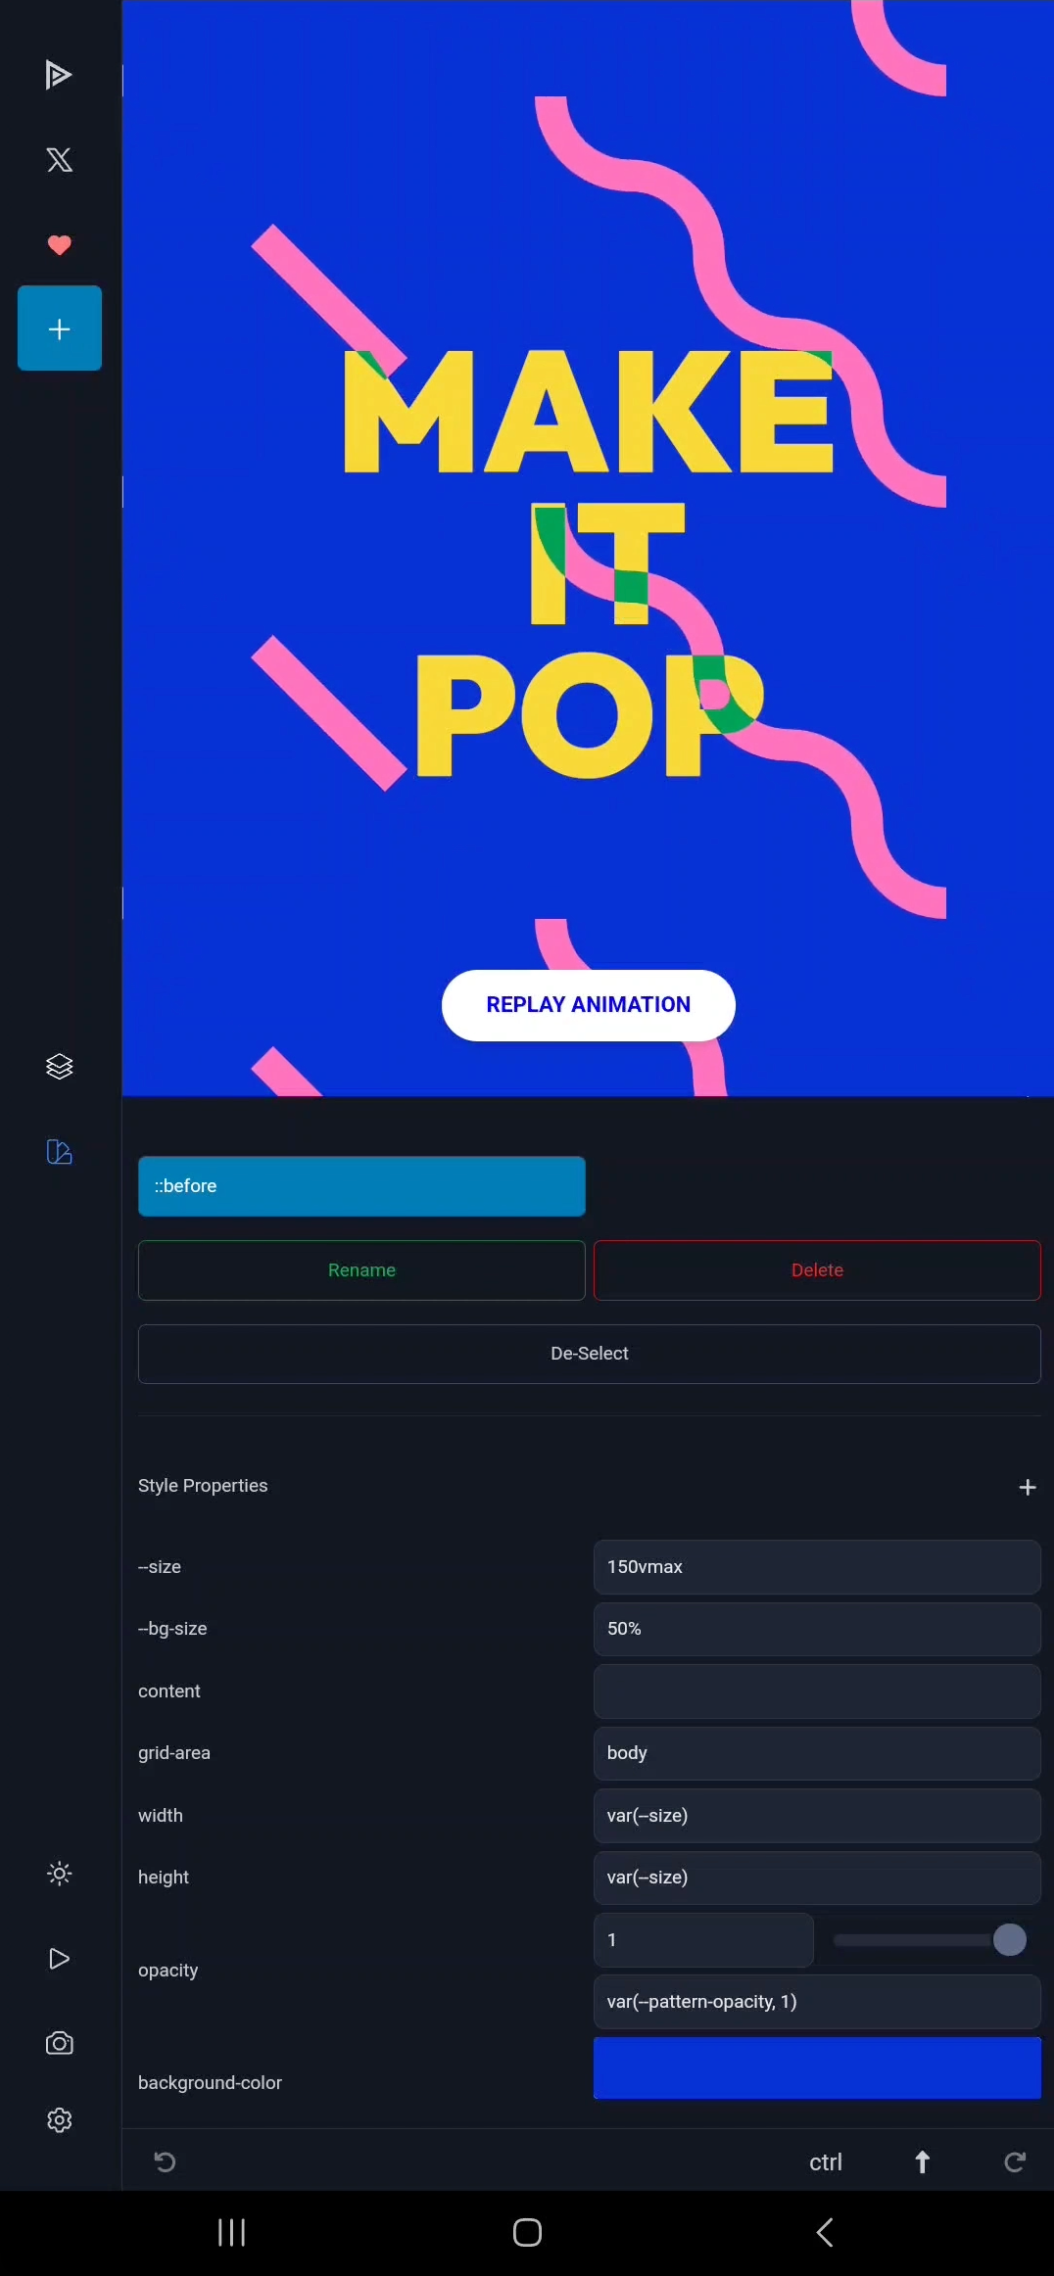 MAKE
IT
POP
REPLAY ANIMATION
::before
Rename
Delete
De-Select
Style Properties
--size
150vmax
--bg-size
50%
content
grid-area
body
width
var(--size)
height
var(--size)
opacity
1
var(--pattern-opacity, 1)
background-color
ctrl